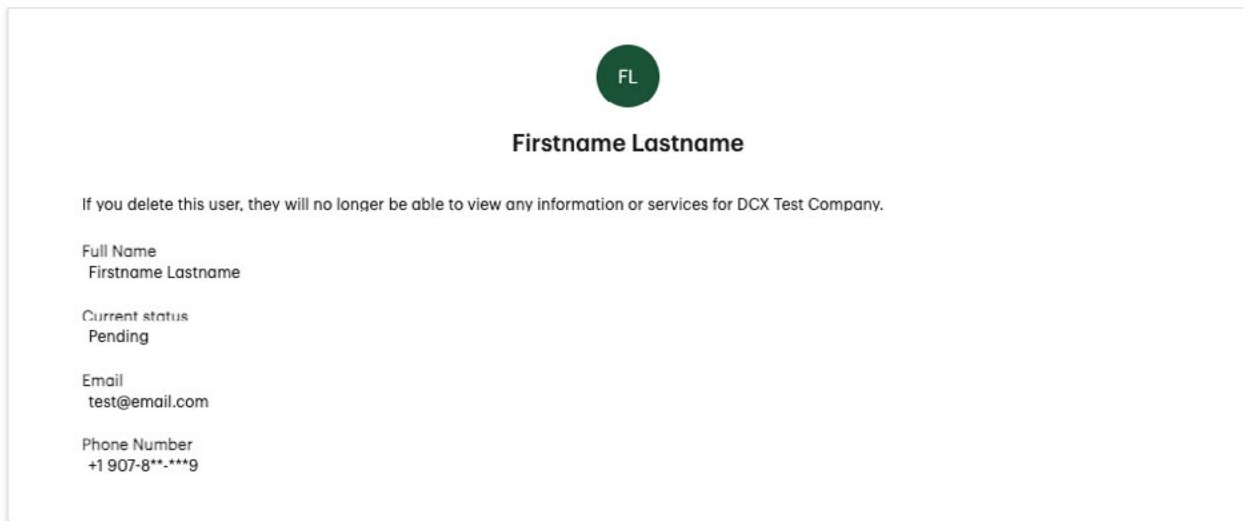 FL
Firstname Lastname
If you delete this user, they will no longer be able to view any information or services for DCX Test Company.
Full Name
Firstname Lastname
Current status
Pending
Email
test@email.com
Phone Number
+1 907-8**-***9